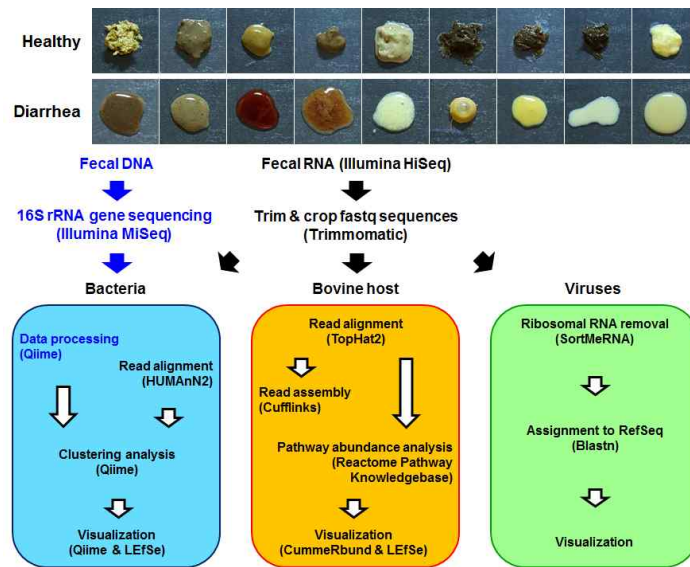 Healthy
Diarrhea
Fecal DNA
Fecal RNA (Illumina HiSeq)
16S rRNA gene sequencing
(Illumina MiSeq)
Trim & crop fastq sequences
(Trimmomatic)
Bacteria
Bovine host
Viruses
Data processing
(Qiime)
Read alignment
(HUMAnN2)
Clustering analysis
(Qiime)
Visualization
(Qiime & LEfSe)
Read alignment
(TopHat2)
Read assembly
(Cufflinks)
Pathway abundance analysis
(Reactome Pathway
Knowledgebase)
Visualization
(CummeRbund & LEfSe)
Ribosomal RNA removal
(SortMeRNA)
Assignment to RefSeq
(Blastn)
Visualization